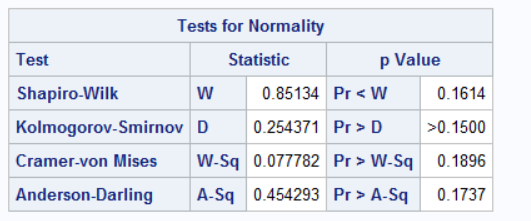 Tests for Normality
Test Statistic p Value
Shapiro-Wilk W 0.85134 Pr < W 0.1614
Kolmogorov-Smirnov D 0.254371 Pr > D >0.1500
Cramer-von Mises W-Sq 0.077782 Pr > W-Sq 0.1896
Anderson-Darling A-Sq 0.454293 Pr > A-Sq 0.1737